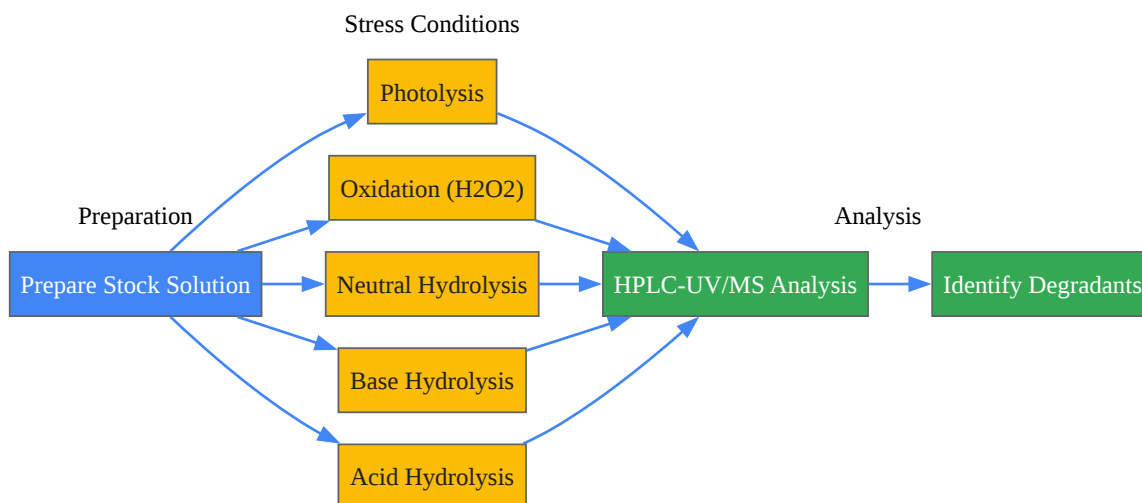 Stress Conditions
Photolysis
Oxidation (H2O2)
Preparation
Analysis
Prepare Stock Solution
Neutral Hydrolysis
HPLC-UV/MS Analysis
Identify Degradants
Base Hydrolysis
Acid Hydrolysis